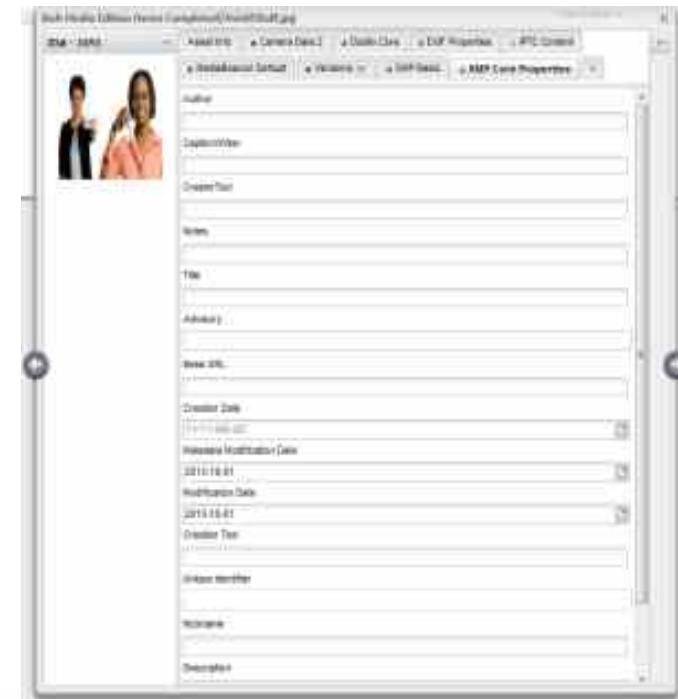 Asset Info Camera Data 2 Dublin Core EXIF Properties IPTC Content
MediaBeacon Default Versions XMP Basic XMP Core Properties
Author
Caption Writer
Creator Tool
Notes
Title
Advisory
Base URL
Creation Date
Metadata Modification Date
2013-10-01
Modification Date
2013-10-01
Creator Tool
Unique Identifier
Nickname
Description